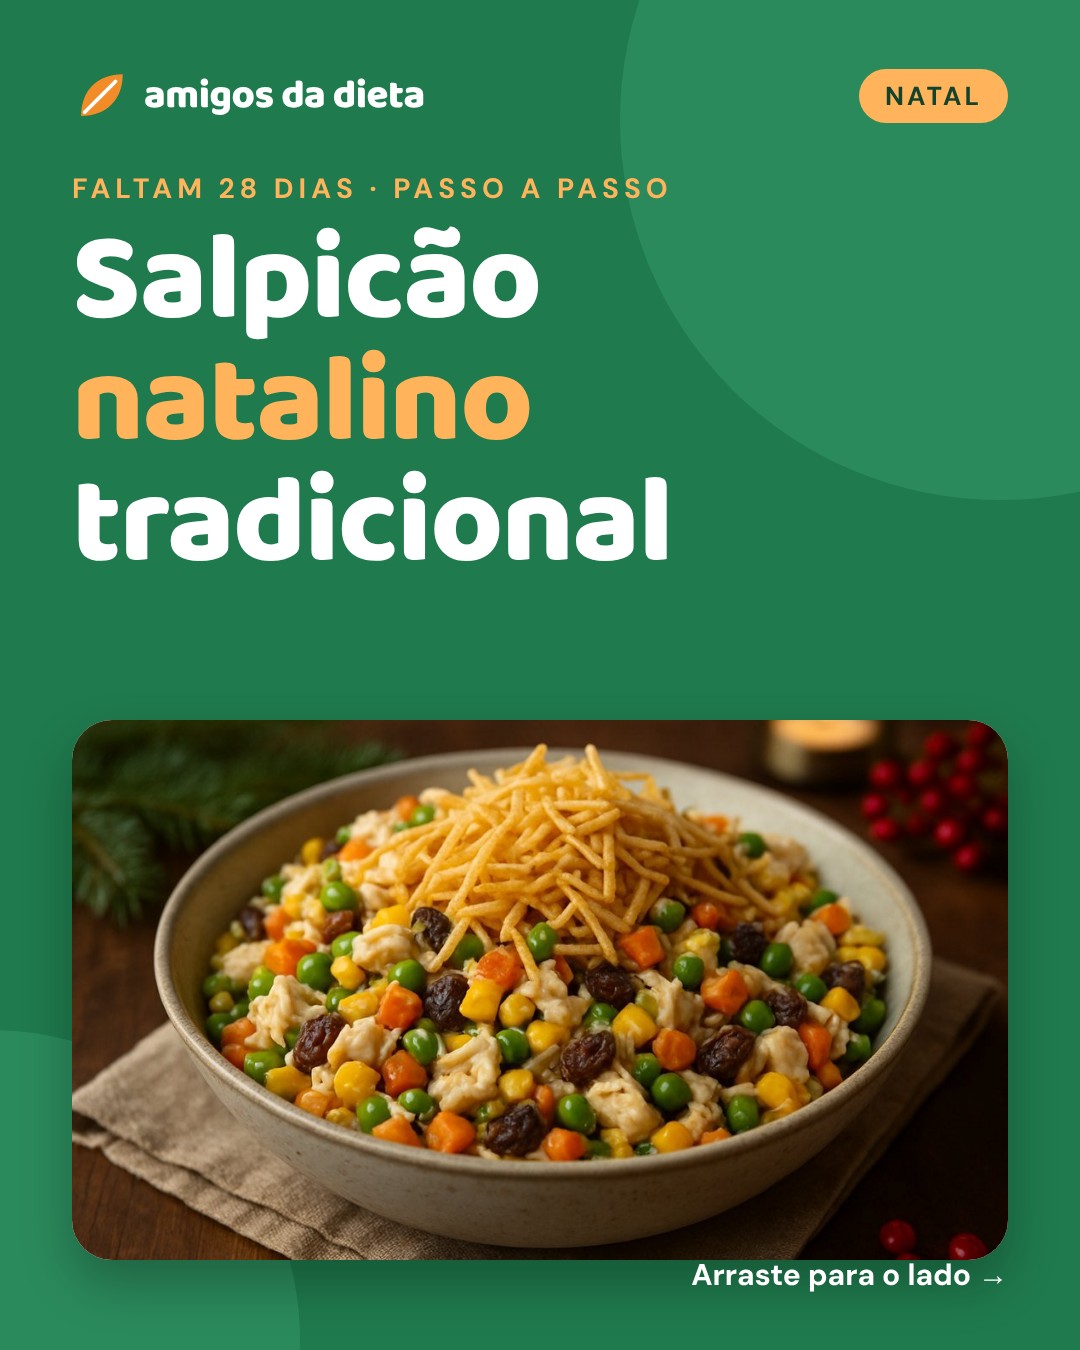 amigos da dieta
NATAL
FALTAM 28 DIAS · PASSO A PASSO
Salpicão
natalino
tradicional
Arraste para o lado →